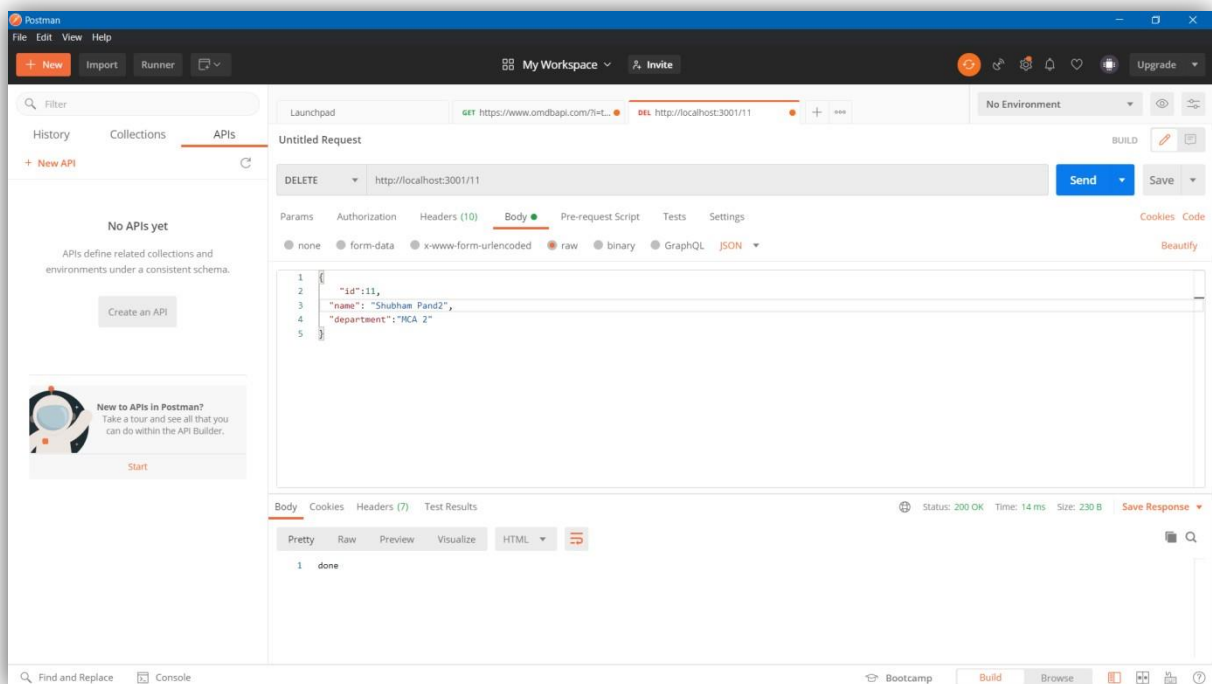 Postman
File Edit View Help
+ New Import Runner My Workspace Invite Upgrade
Filter
History Collections APIs
+ New API
No APIs yet
APIs define related collections and
environments under a consistent schema.
Create an API
New to APIs in Postman?
Take a tour and see all that you
can do within the API Builder.
Start
Launchpad GET https://www.omdbapi.com/?i=t... DEL http://localhost:3001/11 + No Environment
Untitled Request BUILD
DELETE http://localhost:3001/11 Send Save
Params Authorization Headers (10) Body Pre-request Script Tests Settings Cookies Code
none form-data x-www-form-urlencoded raw binary GraphQL JSON Beautify
1 {
2 "id":11,
3 "name": "Shubham Pand2",
4 "department":"MCA 2"
5 }
Body Cookies Headers (7) Test Results Status: 200 OK Time: 14 ms Size: 230 B Save Response
Pretty Raw Preview Visualize HTML
1 done
Find and Replace Console Bootcamp Build Browse